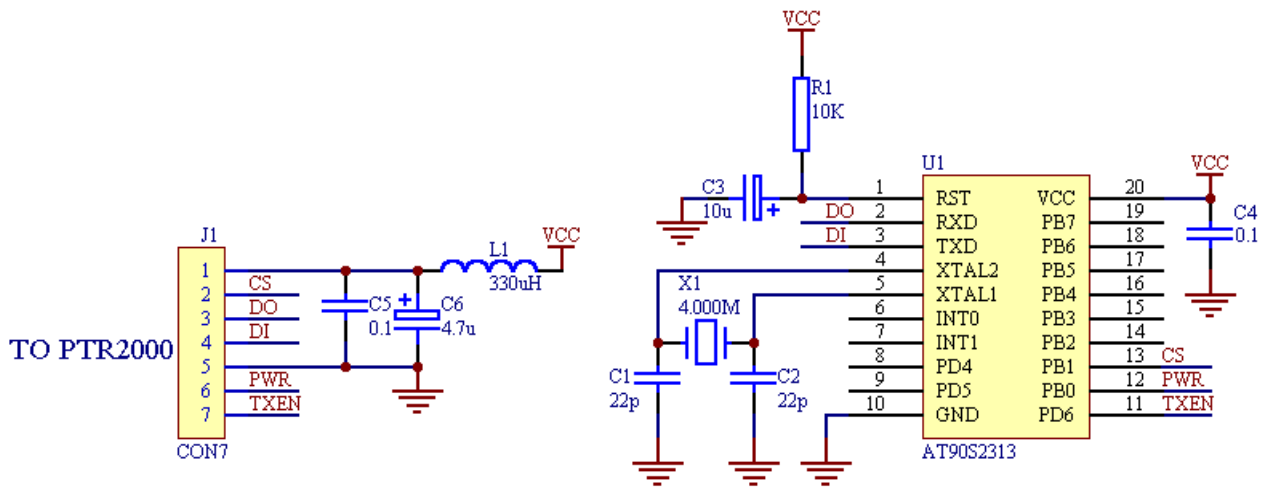 J1
1
2
3
4
5
6
7
CS
DO
DI
PWR
TXEN
TO PTR2000
CON7
C5
0.1
C6
4.7u
+
L1
330uH
VCC
VCC
R1
10K
C3
10u
+
DO
DI
X1
4.000M
C1
22p
C2
22p
U1
1 RST VCC 20
2 RXD PB7 19
3 TXD PB6 18
4 XTAL2 PB5 17
5 XTAL1 PB4 16
6 INT0 PB3 15
7 INT1 PB2 14
8 PD4 PB1 13 CS
9 PD5 PB0 12 PWR
10 GND PD6 11 TXEN
AT90S2313
VCC
C4
0.1